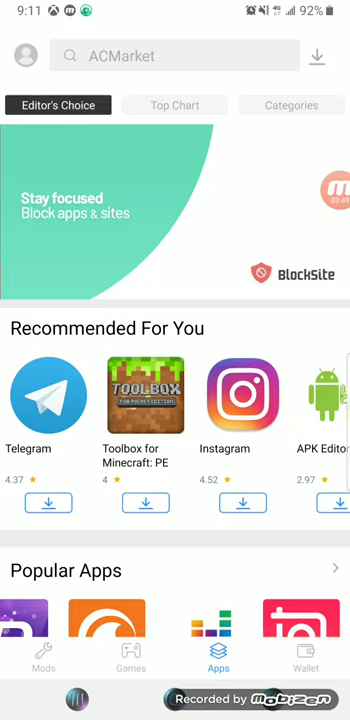 9:11
92%
ACMarket
Editor's Choice
Top Chart
Categories
Stay focused
Block apps & sites
03:49
BlockSite
Recommended For You
TOOLBOX
FOR POCKET EDITION
Telegram
Toolbox for
Minecraft: PE
Instagram
APK Edito
4.37
4
4.52
2.97
Popular Apps
Mods
Games
Apps
Wallet
Recorded by MOBIZEN